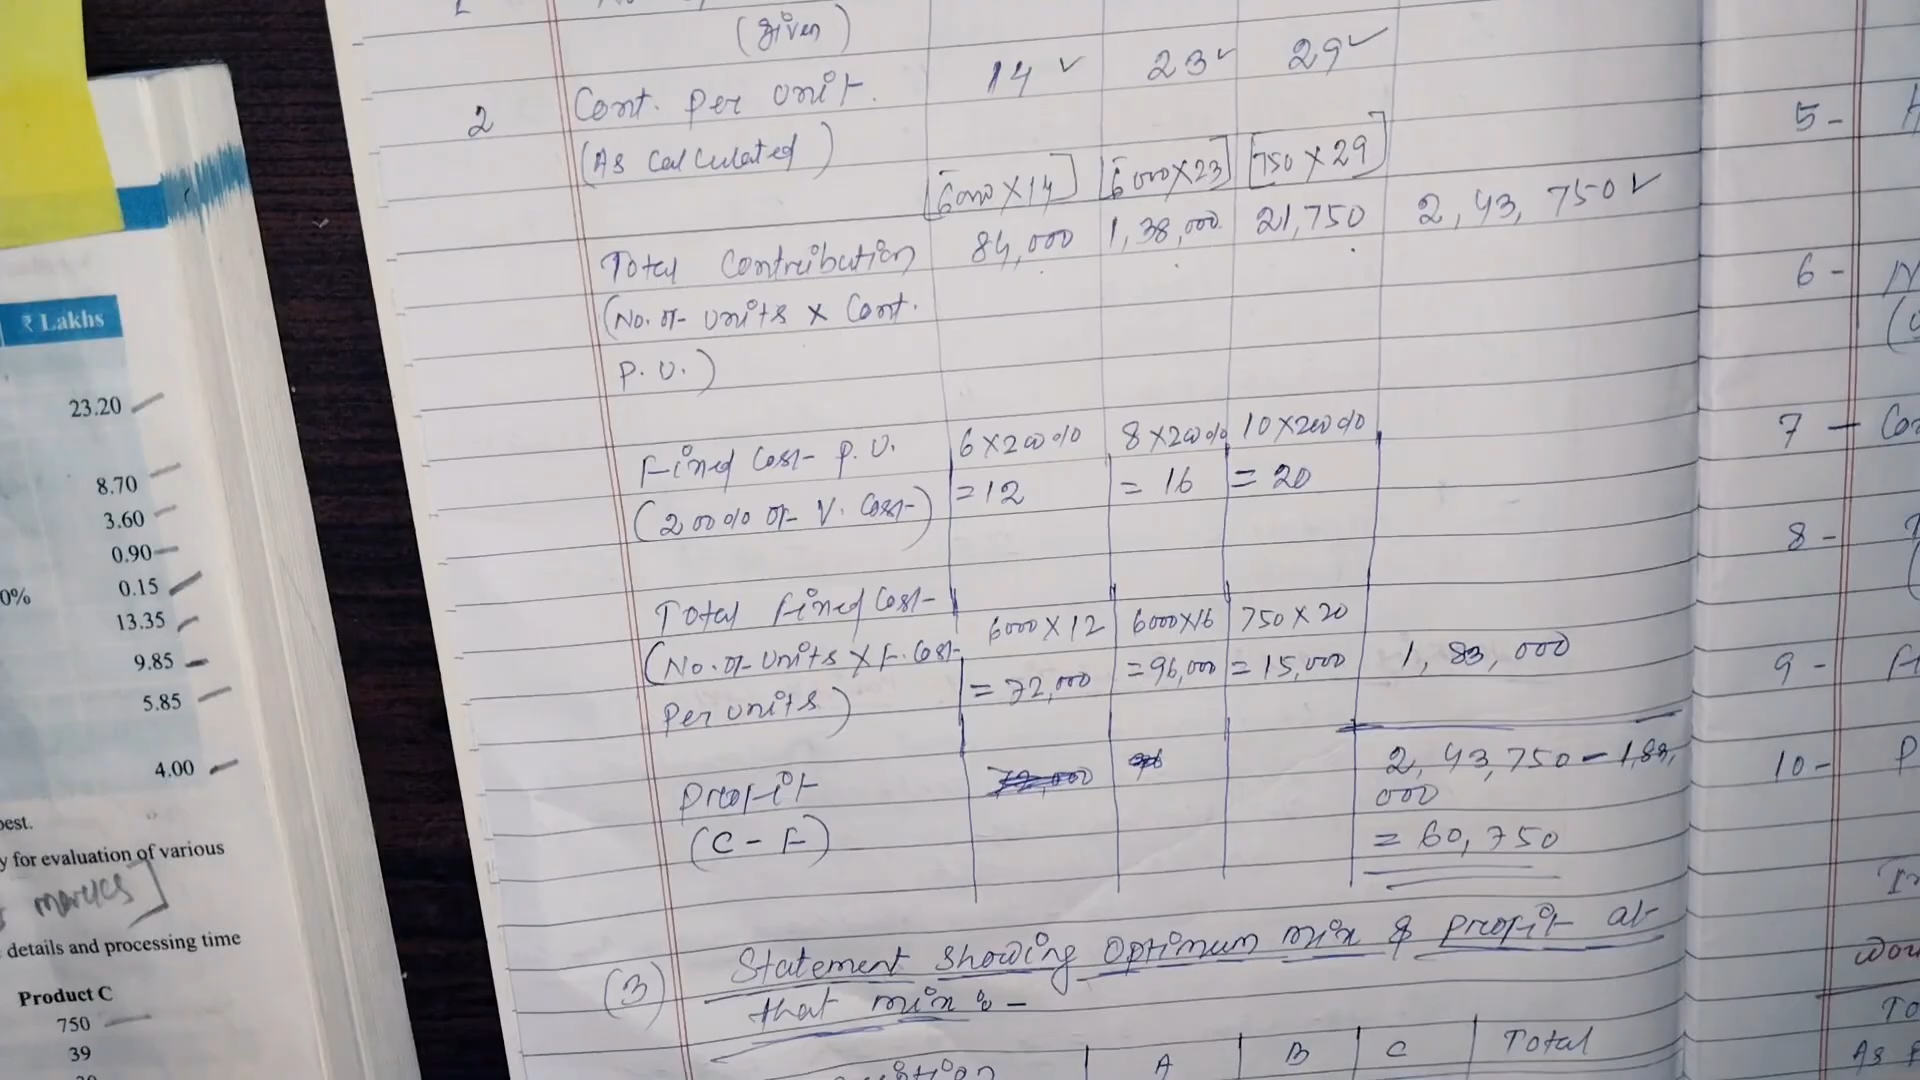 (given)
2 Cont. per unit. 14 23 29
(As calculated)
[6000 X 14] [6000 X 23] [750 X 29]
Total Contribution 84,000 1,38,000 21,750 2,43,750
(No. of units x Cont.
P.U.)
Fixed Cost P.U. 6 X 200% 8 X 200% 10 X 200%
(200% of V. Cost) = 12 = 16 = 20
Total fixed Cost
(No. of units X F. Cost 6000 X 12 6000 X 16 750 X 20
Per units) = 72,000 = 96,000 = 15,000 1,83,000
Profit 2,43,750 - 1,83,
000
(C - F) = 60,750
(3) Statement showing Optimum mix & Profit at
that mix :-
A B C Total
₹ Lakhs
23.20
8.70
3.60
0.90
0% 0.15
13.35
9.85
5.85
4.00
y for evaluation of various
marks]
details and processing time
Product C
750
39
5 -
6 -
7 -
8 -
9 -
10 -